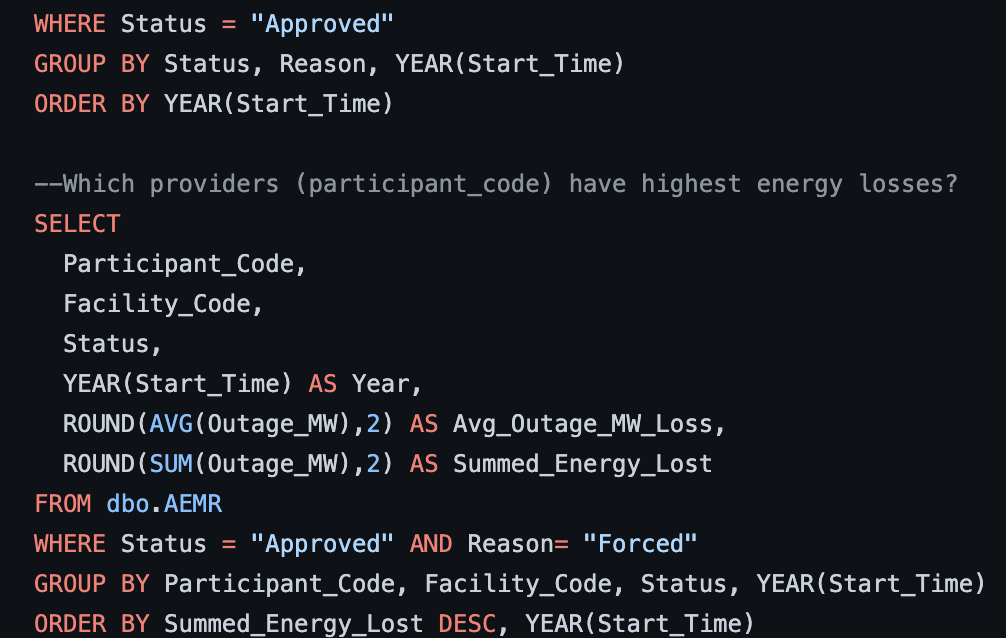 WHERE Status = "Approved"
GROUP BY Status, Reason, YEAR(Start_Time)
ORDER BY YEAR(Start_Time)
--Which providers (participant_code) have highest energy losses?
SELECT
Participant_Code,
Facility_Code,
Status,
YEAR(Start_Time) AS Year,
ROUND(AVG(Outage_MW),2) AS Avg_Outage_MW_Loss,
ROUND(SUM(Outage_MW),2) AS Summed_Energy_Lost
FROM dbo.AEMR
WHERE Status = "Approved" AND Reason= "Forced"
GROUP BY Participant_Code, Facility_Code, Status, YEAR(Start_Time)
ORDER BY Summed_Energy_Lost DESC, YEAR(Start_Time)